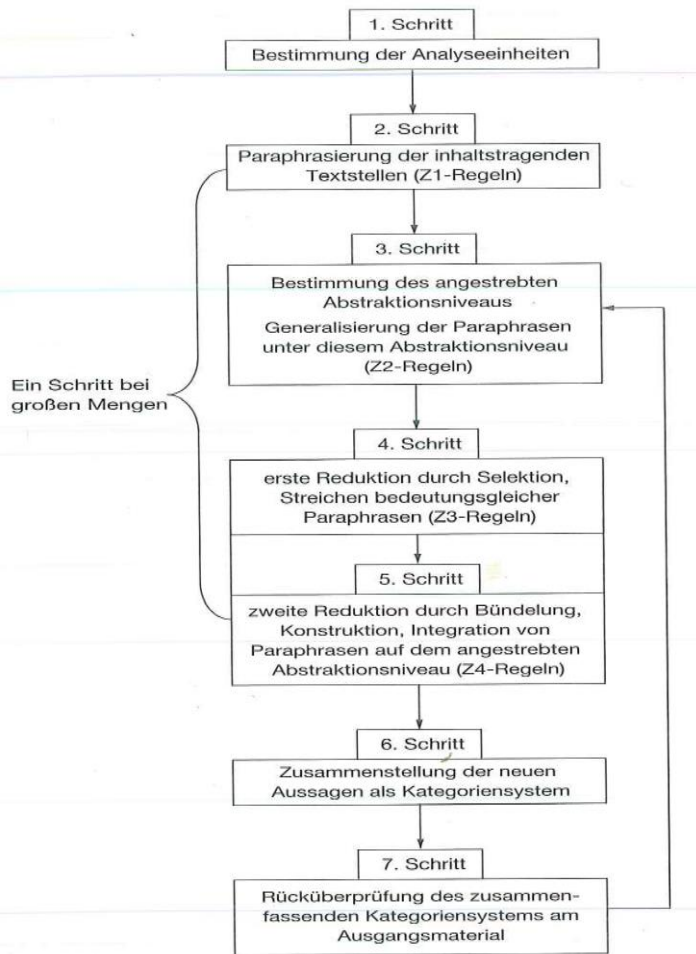 1. Schritt
Bestimmung der Analyseeinheiten
2. Schritt
Paraphrasierung der inhaltstragenden
Textstellen (Z1-Regeln)
3. Schritt
Bestimmung des angestrebten
Abstraktionsniveaus
Generalisierung der Paraphrasen
unter diesem Abstraktionsniveau
(Z2-Regeln)
Ein Schritt bei
großen Mengen
4. Schritt
erste Reduktion durch Selektion,
Streichen bedeutungsgleicher
Paraphrasen (Z3-Regeln)
5. Schritt
zweite Reduktion durch Bündelung,
Konstruktion, Integration von
Paraphrasen auf dem angestrebten
Abstraktionsniveau (Z4-Regeln)
6. Schritt
Zusammenstellung der neuen
Aussagen als Kategoriensystem
7. Schritt
Rücküberprüfung des zusammen-
fassenden Kategoriensystems am
Ausgangsmaterial